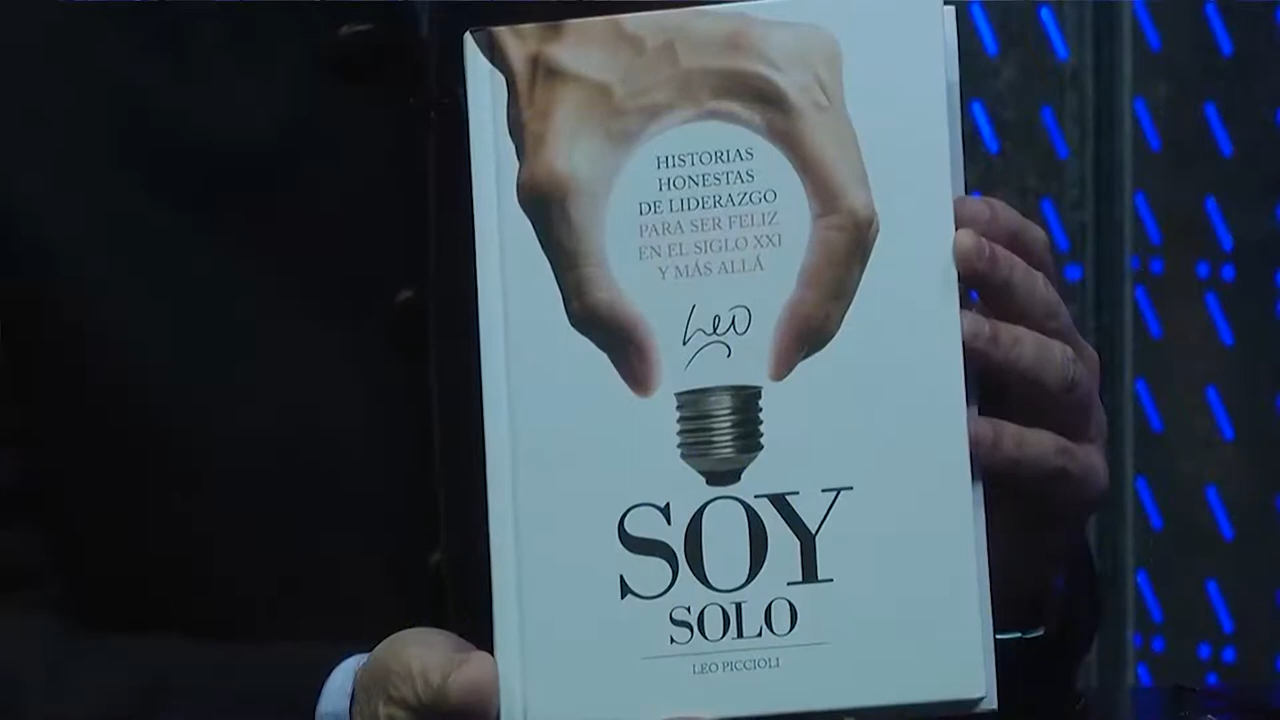 HISTORIAS
HONESTAS
DE LIDERAZGO
PARA SER FELIZ
EN EL SIGLO XXI
Y MÁS ALLÁ
Leo
SOY
SOLO
LEO PICCIOLI